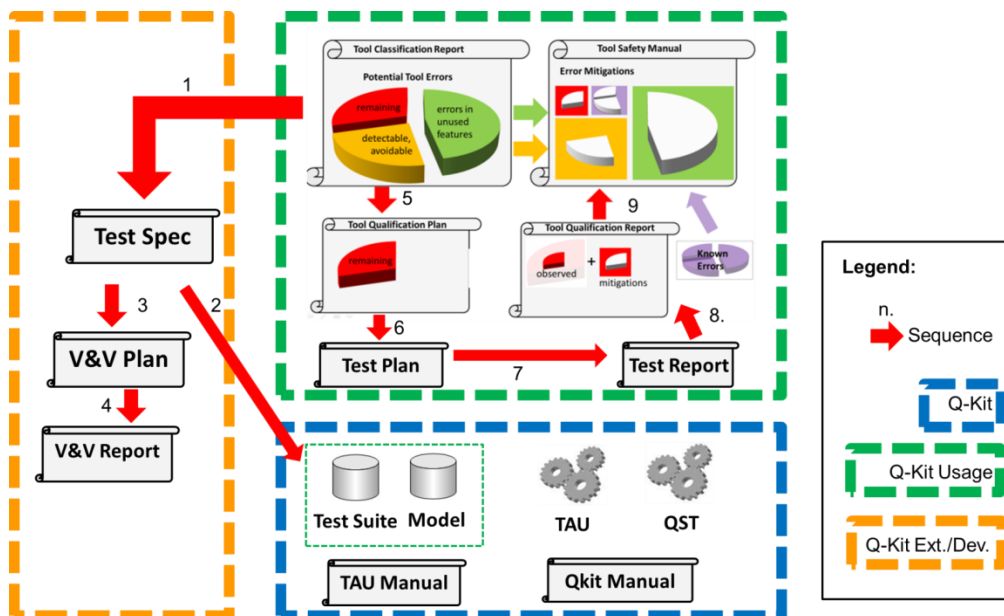 1
Test Spec
3
2
V&V Plan
4
V&V Report
Tool Classification Report
Potential Tool Errors
remaining
errors in
unused
features
detectable,
avoidable
Tool Safety Manual
Error Mitigations
5
9
Tool Qualification Plan
remaining
Tool Qualification Report
observed
+
mitigations
Known
Errors
6
8.
Test Plan
7
Test Report
Test Suite
Model
TAU
QST
TAU Manual
Qkit Manual
Legend:
n.
Sequence
Q-Kit
Q-Kit Usage
Q-Kit Ext./Dev.